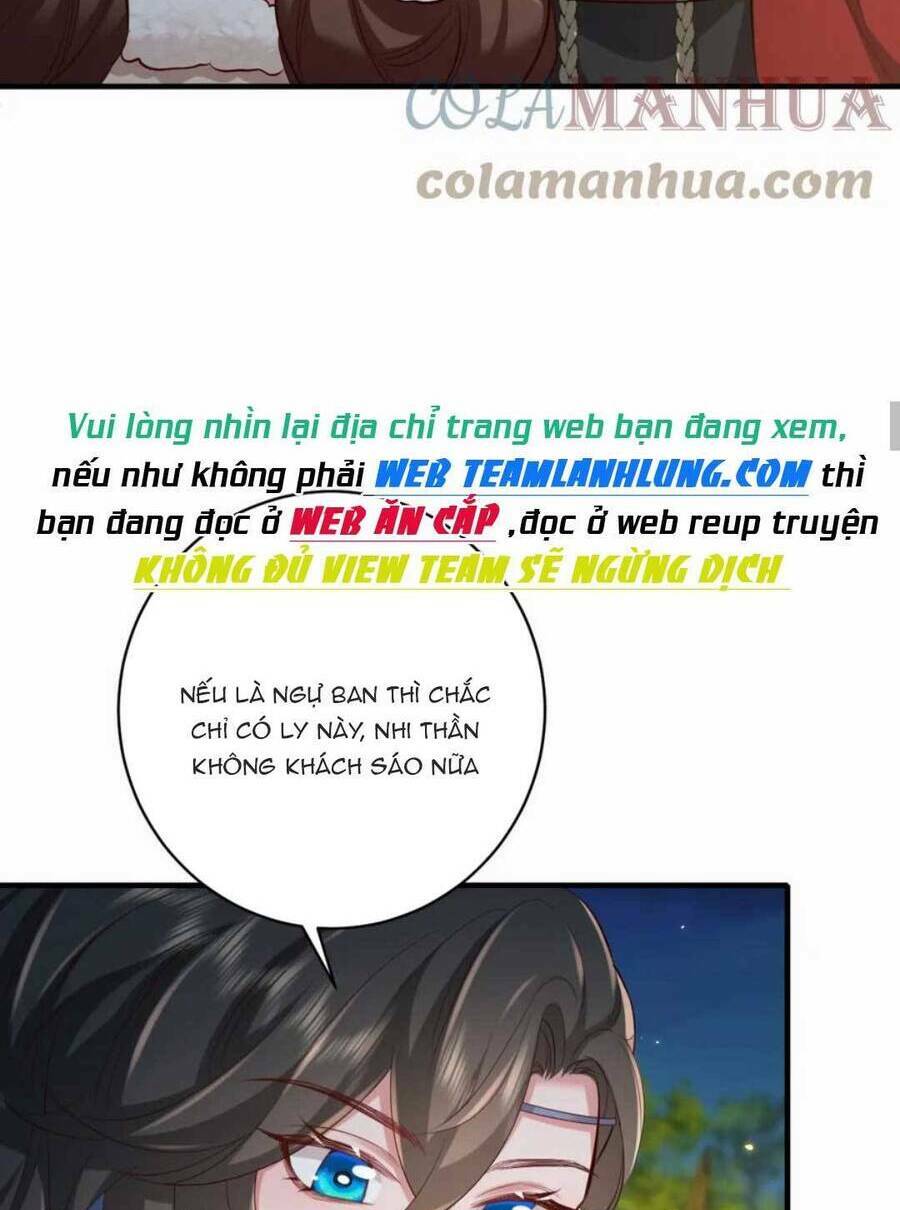 COLAMANHUA
colamanhua.com
Vui lòng nhìn lại địa chỉ trang web bạn đang xem,
nếu như không phải WEB TEAMLANHLUNG.COM thì
bạn đang đọc ở WEB ĂN CẮP ,đọc ở web reup truyện
KHÔNG ĐỦ VIEW TEAM SẼ NGỪNG DỊCH
NẾU LÀ NGỰ BAN THÌ CHẮC
CHỈ CÓ LY NÀY, NHI THẦN
KHÔNG KHÁCH SÁO NỮA